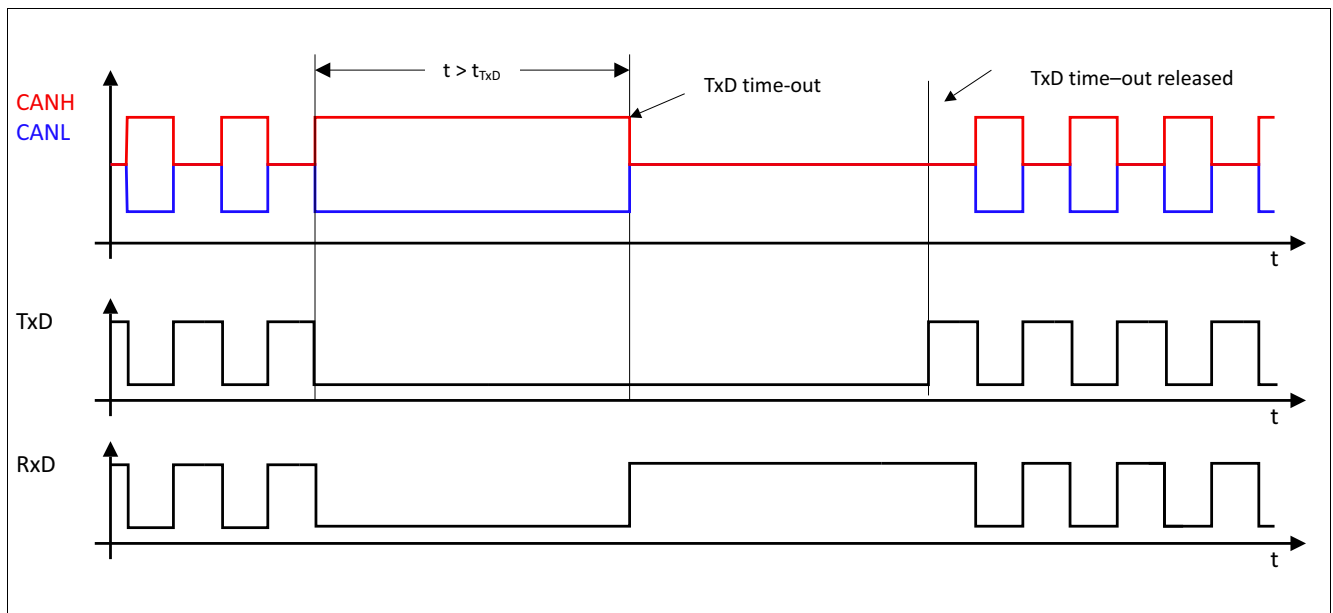 t > tTxD
TxD time-out
TxD time–out released
CANH
CANL
t
TxD
t
RxD
t